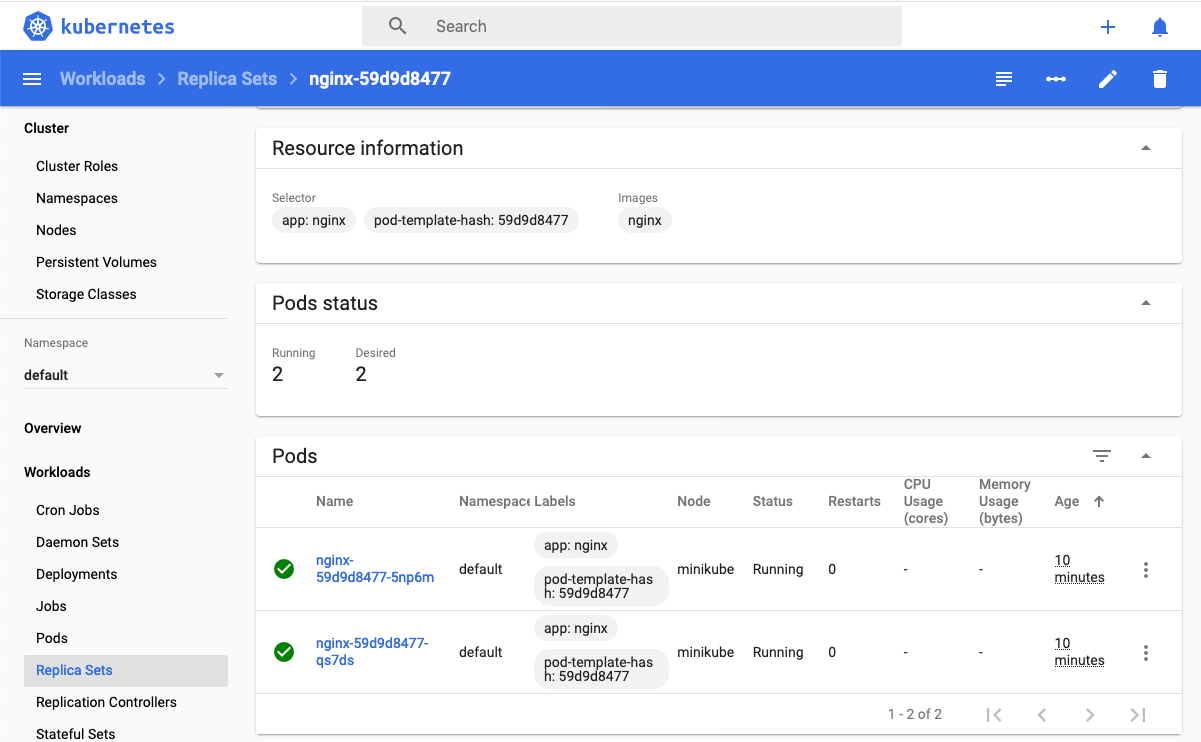 kubernetes
Search
Workloads > Replica Sets > nginx-59d9d8477
Cluster
Cluster Roles
Namespaces
Nodes
Persistent Volumes
Storage Classes
Namespace
default
Overview
Workloads
Cron Jobs
Daemon Sets
Deployments
Jobs
Pods
Replica Sets
Replication Controllers
Stateful Sets
Resource information
Selector
app: nginx
pod-template-hash: 59d9d8477
Images
nginx
Pods status
Running
2
Desired
2
Pods
Name
Namespace
Labels
Node
Status
Restarts
CPU
Usage
(cores)
Memory
Usage
(bytes)
Age
nginx-
59d9d8477-5np6m
default
app: nginx
pod-template-has
h: 59d9d8477
minikube
Running
0
-
-
10
minutes
nginx-59d9d8477-
qs7ds
default
app: nginx
pod-template-has
h: 59d9d8477
minikube
Running
0
-
-
10
minutes
1 - 2 of 2